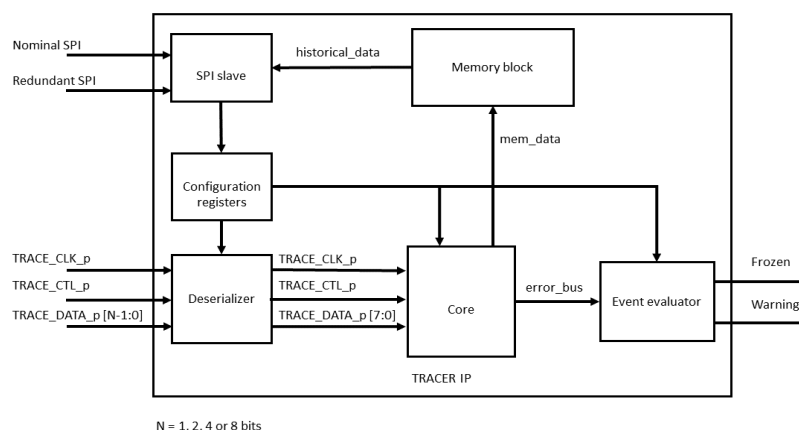 Nominal SPI
Redundant SPI
SPI slave
historical_data
Memory block
mem_data
Configuration
registers
TRACE_CLK_p
TRACE_CTL_p
TRACE_DATA_p [N-1:0]
Deserializer
TRACE_CLK_p
TRACE_CTL_p
TRACE_DATA_p [7:0]
Core
error_bus
Event evaluator
Frozen
Warning
TRACER IP
N = 1, 2, 4 or 8 bits